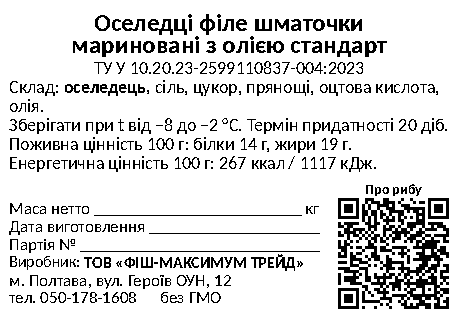 Оселедці філе шматочки
мариновані з олією стандарт
ТУ У 10.20.23-2599110837-004:2023
Склад: оселедець, сіль, цукор, прянощі, оцтова кислота,
олія.
Зберігати при t від −8 до −2 °С. Термін придатності 20 діб.
Поживна цінність 100 г: білки 14 г, жири 19 г.
Енергетична цінність 100 г: 267 ккал / 1117 кДж.
Про рибу
Маса нетто ________________________ кг
Дата виготовлення ___________________
Партія № ____________________________
Виробник: ТОВ «ФІШ-МАКСИМУМ ТРЕЙД»
м. Полтава, вул. Героїв ОУН, 12
тел. 050-178-1608 без ГМО